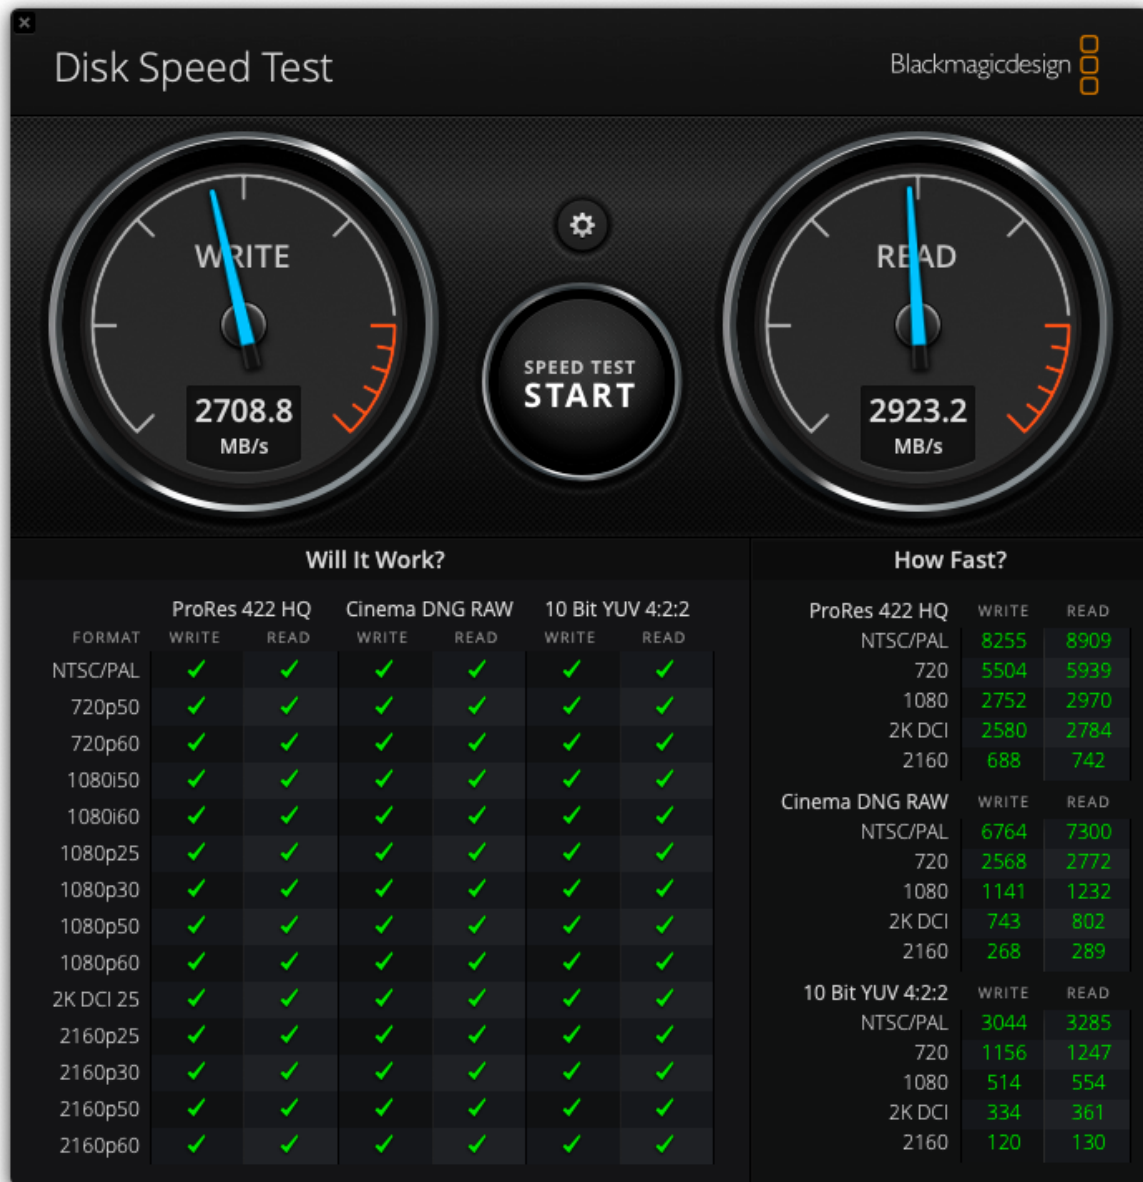 Disk Speed Test
Blackmagicdesign
WRITE
2708.8
MB/s
SPEED TEST
START
READ
2923.2
MB/s
Will It Work?
ProRes 422 HQ Cinema DNG RAW 10 Bit YUV 4:2:2
FORMAT WRITE READ WRITE READ WRITE READ
NTSC/PAL ✓ ✓ ✓ ✓ ✓ ✓
720p50 ✓ ✓ ✓ ✓ ✓ ✓
720p60 ✓ ✓ ✓ ✓ ✓ ✓
1080i50 ✓ ✓ ✓ ✓ ✓ ✓
1080i60 ✓ ✓ ✓ ✓ ✓ ✓
1080p25 ✓ ✓ ✓ ✓ ✓ ✓
1080p30 ✓ ✓ ✓ ✓ ✓ ✓
1080p50 ✓ ✓ ✓ ✓ ✓ ✓
1080p60 ✓ ✓ ✓ ✓ ✓ ✓
2K DCI 25 ✓ ✓ ✓ ✓ ✓ ✓
2160p25 ✓ ✓ ✓ ✓ ✓ ✓
2160p30 ✓ ✓ ✓ ✓ ✓ ✓
2160p50 ✓ ✓ ✓ ✓ ✓ ✓
2160p60 ✓ ✓ ✓ ✓ ✓ ✓
How Fast?
ProRes 422 HQ WRITE READ
NTSC/PAL 8255 8909
720 5504 5939
1080 2752 2970
2K DCI 2580 2784
2160 688 742
Cinema DNG RAW WRITE READ
NTSC/PAL 6764 7300
720 2568 2772
1080 1141 1232
2K DCI 743 802
2160 268 289
10 Bit YUV 4:2:2 WRITE READ
NTSC/PAL 3044 3285
720 1156 1247
1080 514 554
2K DCI 334 361
2160 120 130